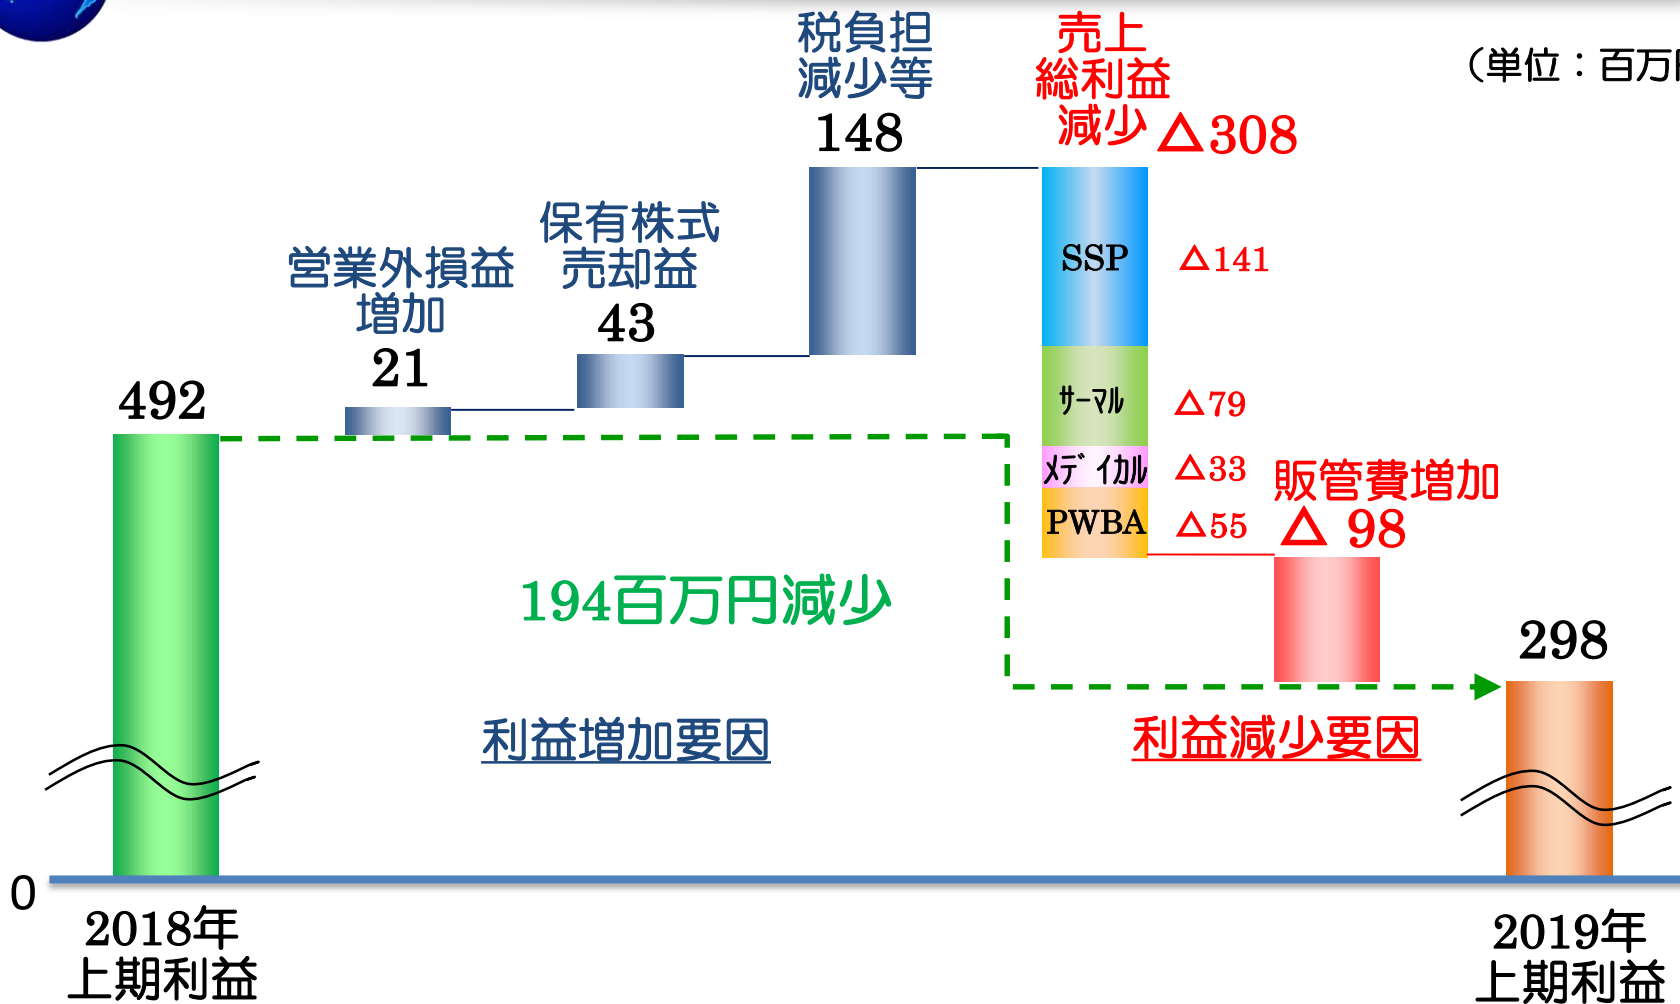 （単位：百万円
税負担
減少等
148
売上
総利益
減少 △308
保有株式
売却益
43
営業外損益
増加
21
492
SSP △141
ｻｰﾏﾙ △79
ﾒﾃﾞｨｶﾙ △33
PWBA △55
販管費増加
△ 98
194百万円減少
298
利益増加要因
利益減少要因
0
2018年
上期利益
2019年
上期利益